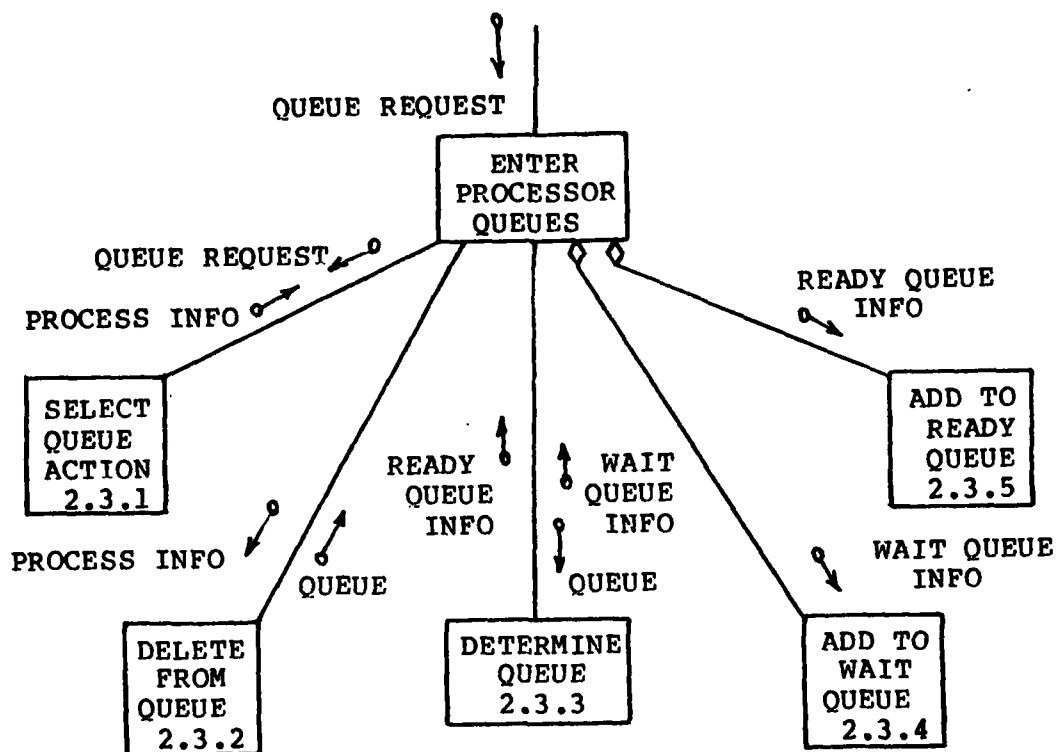 QUEUE REQUEST
ENTER
PROCESSOR
QUEUES
QUEUE REQUEST
PROCESS INFO
READY QUEUE
INFO
SELECT
QUEUE
ACTION
2.3.1
READY
QUEUE
INFO
WAIT
QUEUE
INFO
ADD TO
READY
QUEUE
2.3.5
PROCESS INFO
QUEUE
QUEUE
WAIT QUEUE
INFO
DELETE
FROM
QUEUE
2.3.2
DETERMINE
QUEUE
2.3.3
ADD TO
WAIT
QUEUE
2.3.4